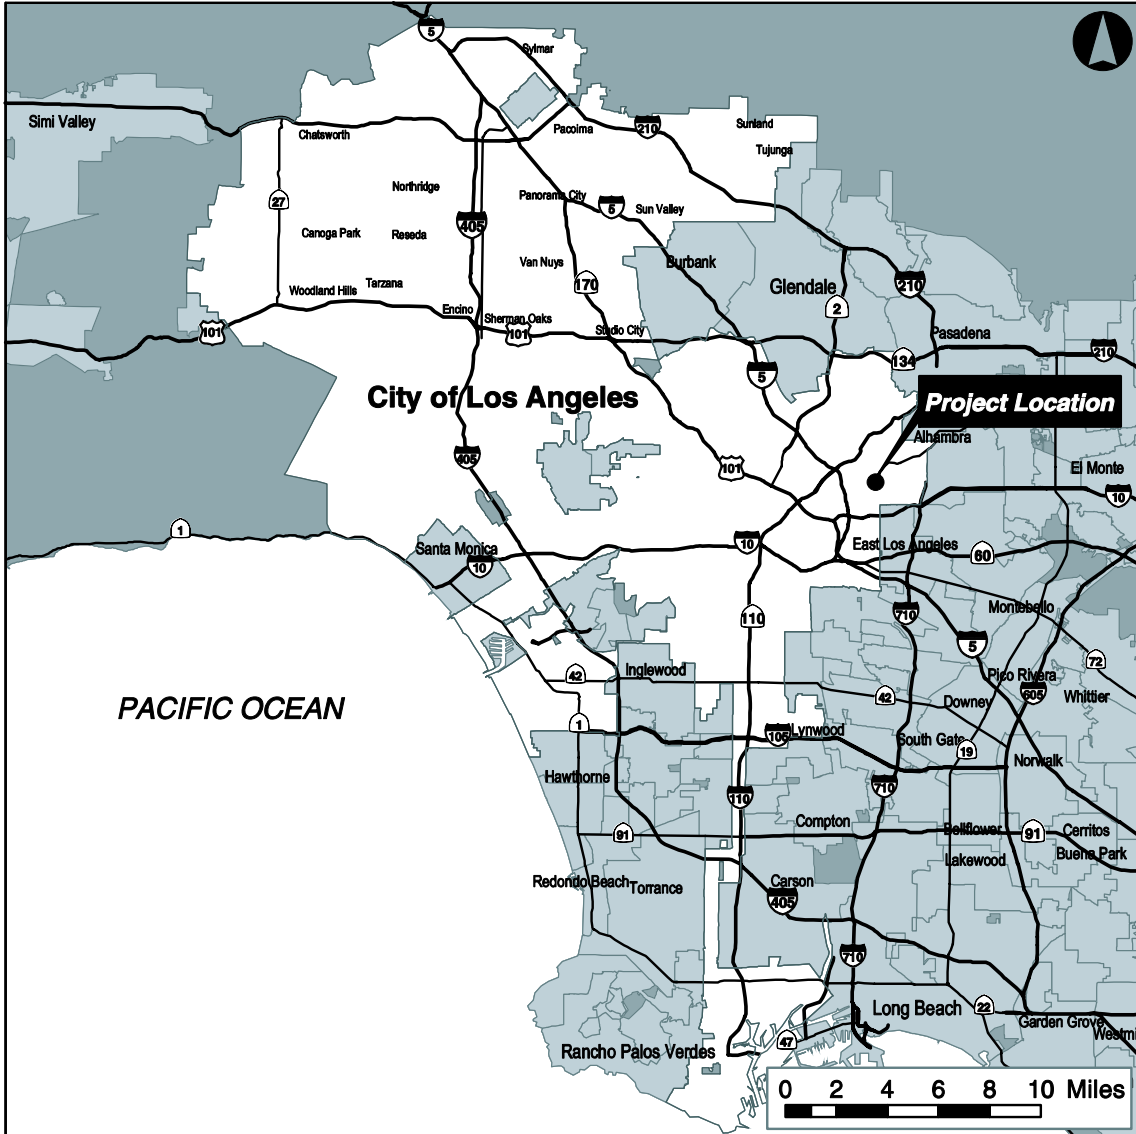 5
Sylmar
Simi Valley
Chatsworth
Pacoima
210
Sunland
Tujunga
Northridge
27
Panorama City
5
Sun Valley
405
Canoga Park
Reseda
Van Nuys
Burbank
170
Glendale
210
Woodland Hills
Tarzana
Encino
Sherman Oaks
2
101
101
Studio City
Pasadena
210
134
5
City of Los Angeles
Project Location
Alhambra
405
101
El Monte
10
1
Santa Monica
10
10
East Los Angeles
60
110
710
Montebello
5
72
42
Inglewood
Pico Rivera
605
Whittier
42
Downey
PACIFIC OCEAN
1
105
Lynwood
South Gate
19
Norwalk
Hawthorne
110
710
91
Compton
Bellflower
91
Cerritos
Lakewood
Buena Park
Redondo Beach
Torrance
Carson
405
710
Long Beach
22
Garden Grove
Westmi
47
Rancho Palos Verdes
0 2 4 6 8 10 Miles